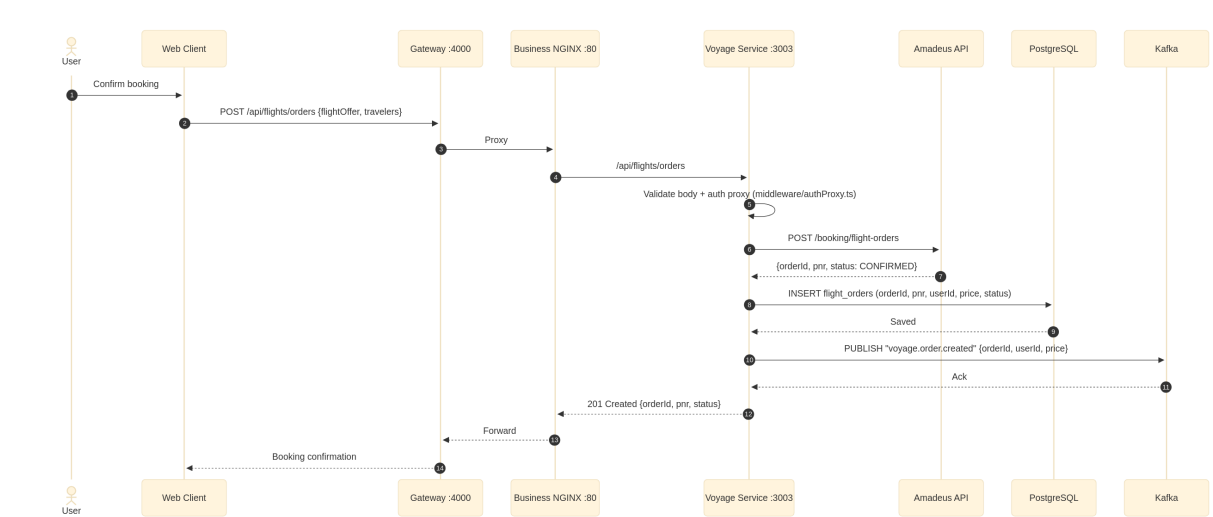 User
Web Client
Gateway :4000
Business NGINX :80
Voyage Service :3003
Amadeus API
PostgreSQL
Kafka
1
Confirm booking
2
POST /api/flights/orders {flightOffer, travelers}
3
Proxy
4
/api/flights/orders
5
Validate body + auth proxy (middleware/authProxy.ts)
6
POST /booking/flight-orders
7
{orderId, pnr, status: CONFIRMED}
8
INSERT flight_orders (orderId, pnr, userId, price, status)
9
Saved
10
PUBLISH "voyage.order.created" {orderId, userId, price}
11
Ack
12
201 Created {orderId, pnr, status}
13
Forward
14
Booking confirmation
User
Web Client
Gateway :4000
Business NGINX :80
Voyage Service :3003
Amadeus API
PostgreSQL
Kafka